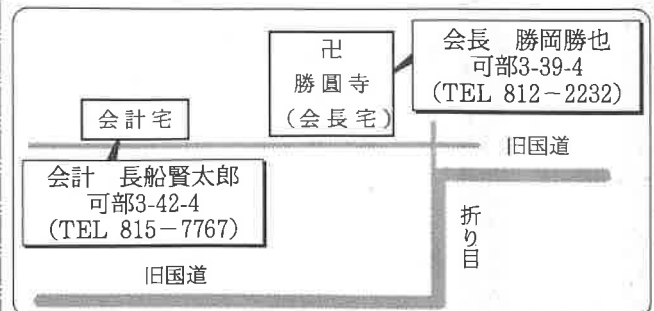 卍
勝圓寺
(会長宅)
会長 勝岡勝也
可部3-39-4
(TEL 812－2232)
会計宅
旧国道
会計 長船賢太郎
可部3-42-4
(TEL 815－7767)
折り目
旧国道